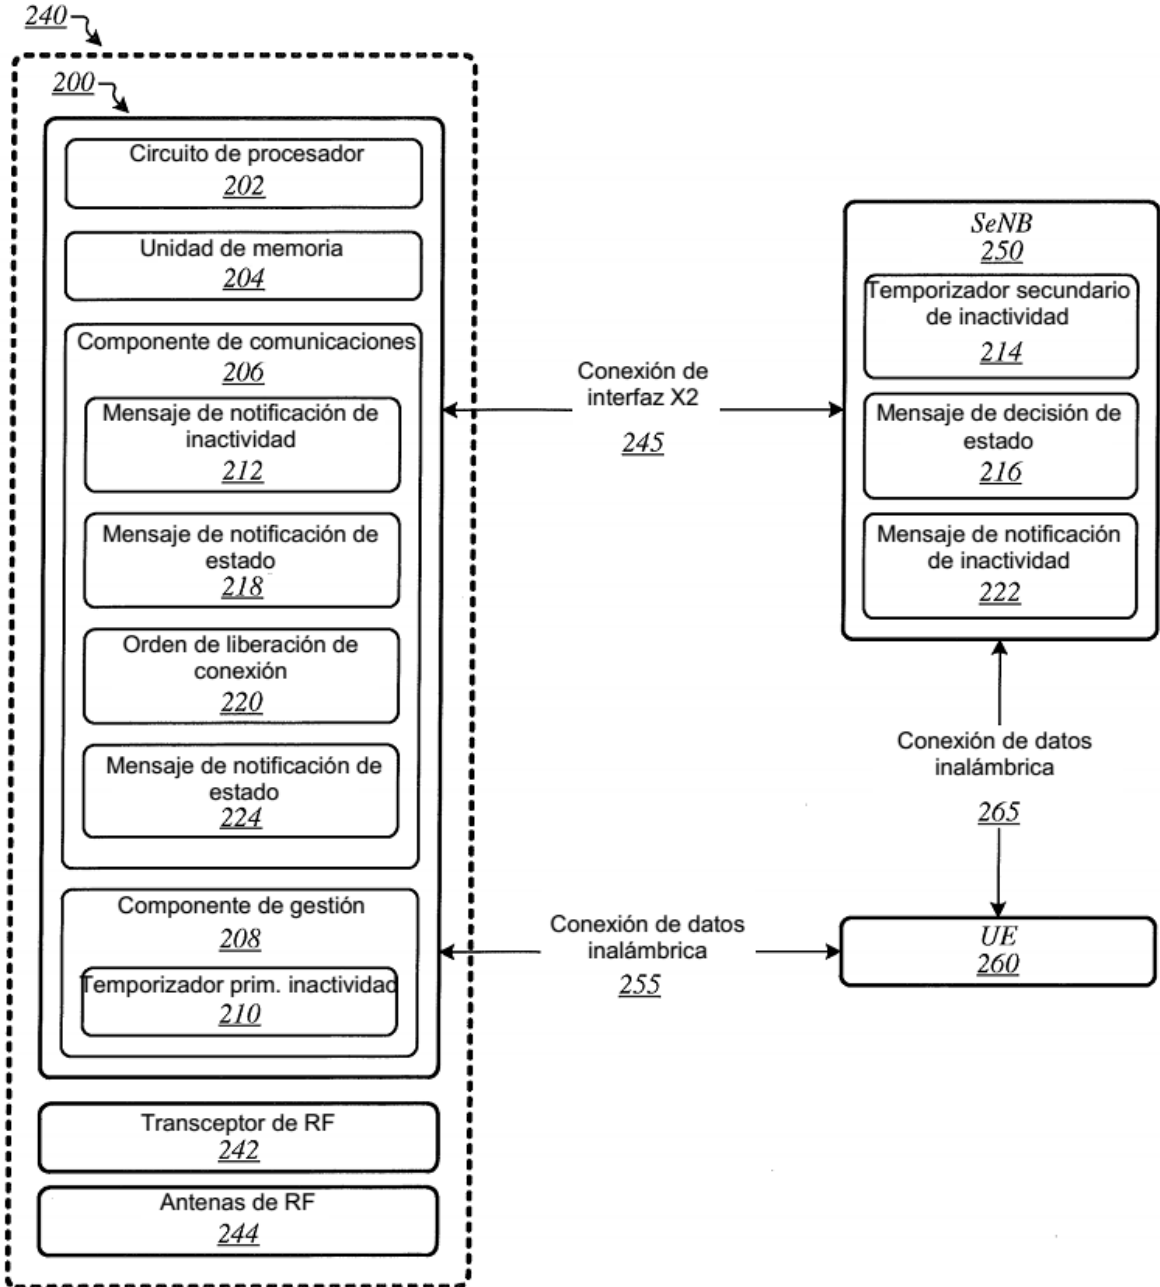 240
200
Circuito de procesador
202
Unidad de memoria
204
Componente de comunicaciones
206
Mensaje de notificación de
inactividad
212
Mensaje de notificación de
estado
218
Orden de liberación de
conexión
220
Mensaje de notificación de
estado
224
Componente de gestión
208
Temporizador prim. inactividad
210
Transceptor de RF
242
Antenas de RF
244
Conexión de
interfaz X2
245
Conexión de datos
inalámbrica
255
SeNB
250
Temporizador secundario
de inactividad
214
Mensaje de decisión de
estado
216
Mensaje de notificación
de inactividad
222
Conexión de datos
inalámbrica
265
UE
260